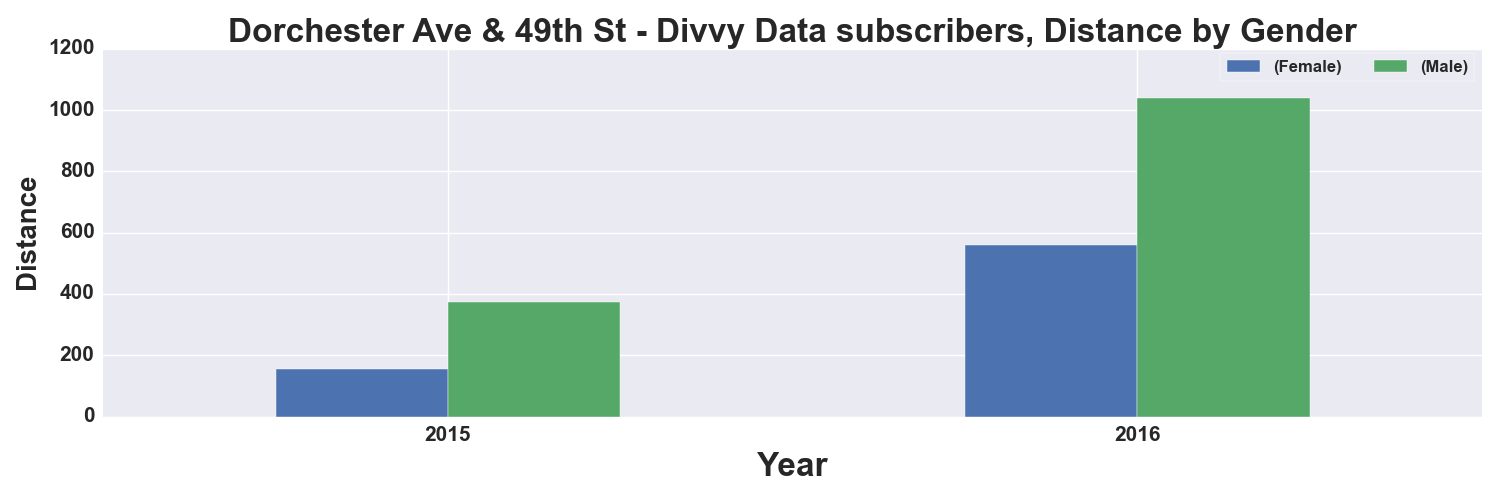 Dorchester Ave & 49th St - Divvy Data subscribers, Distance by Gender
(Female) (Male)
1200
1000
800
600
400
200
0
Distance
2015 2016
Year